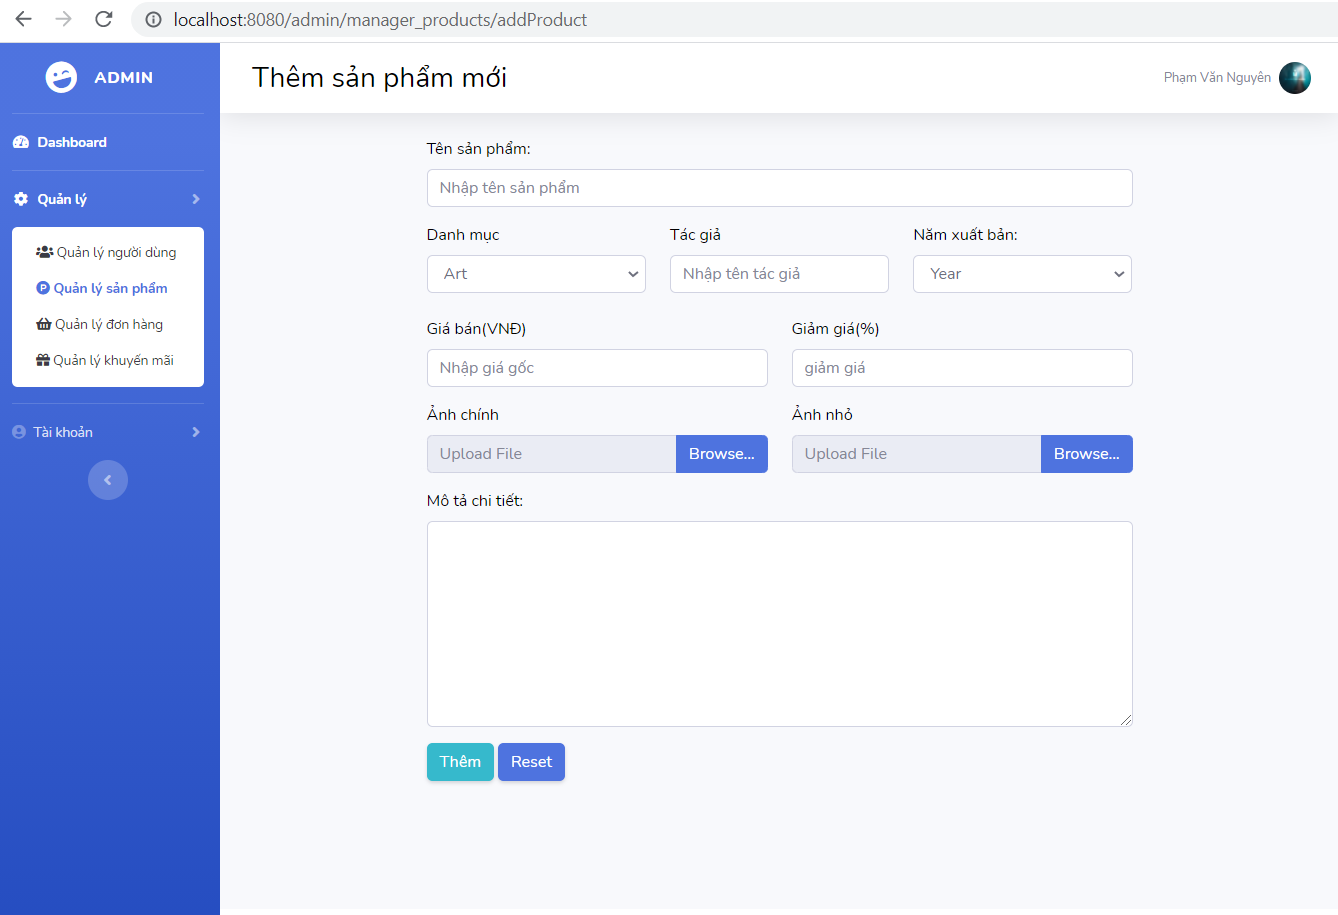 localhost:8080/admin/manager_products/addProduct
ADMIN
Thêm sản phẩm mới
Phạm Văn Nguyên
Dashboard
Quản lý
Quản lý người dùng
Quản lý sản phẩm
Quản lý đơn hàng
Quản lý khuyến mãi
Tài khoản
Tên sản phẩm:
Nhập tên sản phẩm
Danh mục Tác giả Năm xuất bản:
Art Nhập tên tác giả Year
Giá bán(VNĐ) Giảm giá(%)
Nhập giá gốc giảm giá
Ảnh chính Ảnh nhỏ
Upload File Browse... Upload File Browse...
Mô tả chi tiết:
Thêm Reset